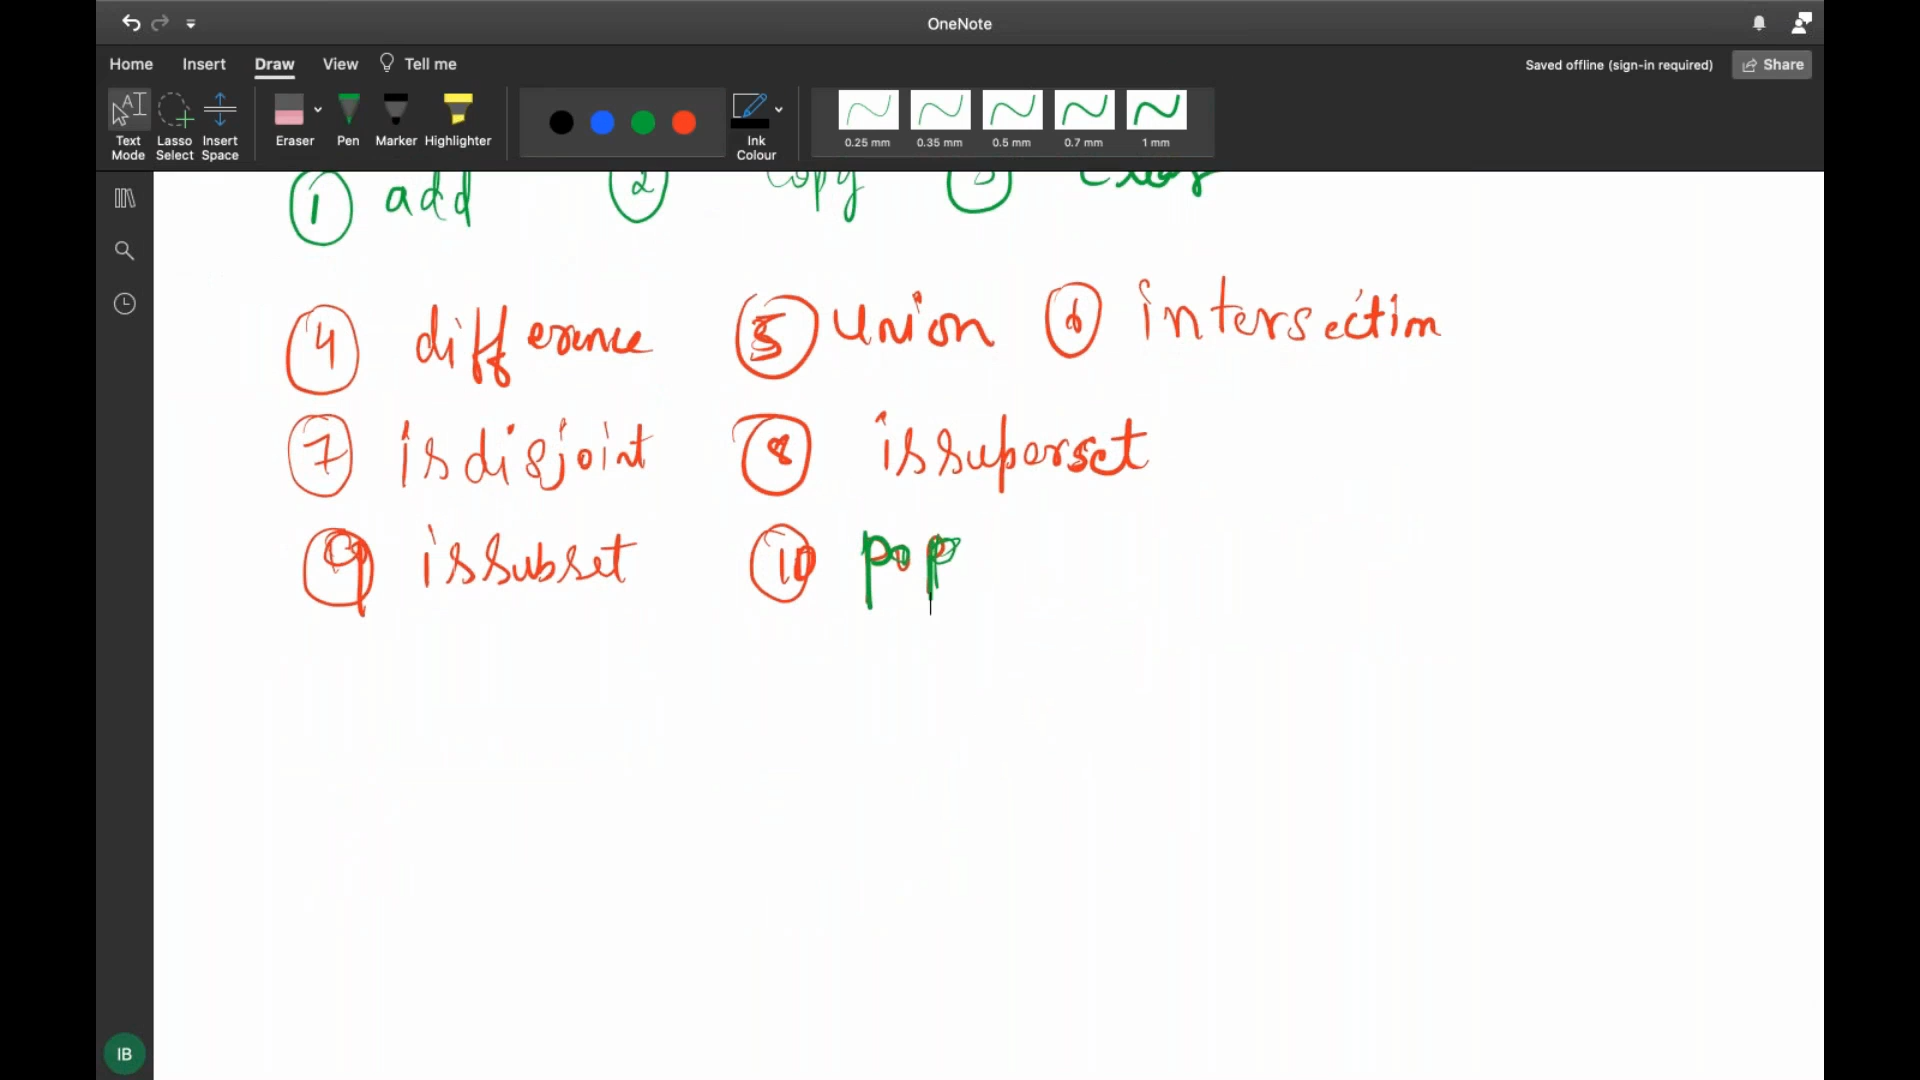 OneNote
Home Insert Draw View Tell me
Saved offline (sign-in required) Share
Text Mode Lasso Select Insert Space Eraser Pen Marker Highlighter Ink Colour 0.25 mm 0.35 mm 0.5 mm 0.7 mm 1 mm
1 add 2 copy 3 clear
4 difference 5 union 6 intersection
7 isdisjoint 8 issuperset
9 issubset 10 pop
IB